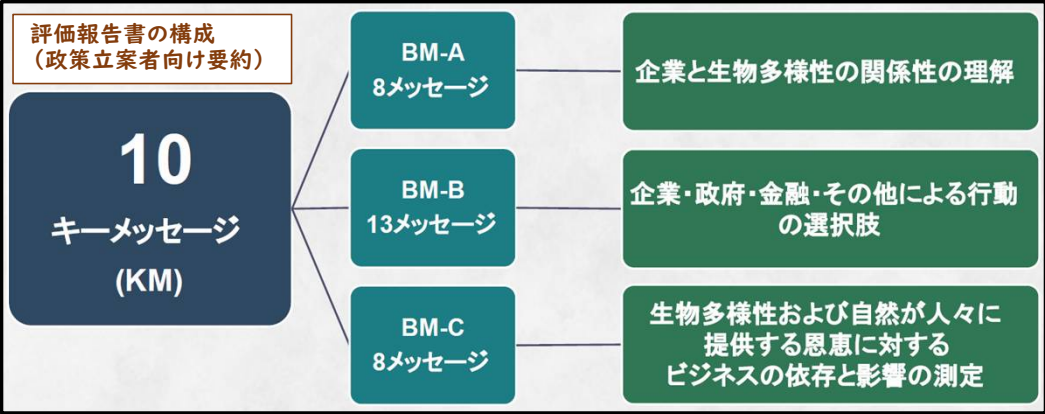 評価報告書の構成
（政策立案者向け要約）
10
キーメッセージ
(KM)
BM-A
8メッセージ
企業と生物多様性の関係性の理解
BM-B
13メッセージ
企業・政府・金融・その他による行動
の選択肢
BM-C
8メッセージ
生物多様性および自然が人々に
提供する恩恵に対する
ビジネスの依存と影響の測定